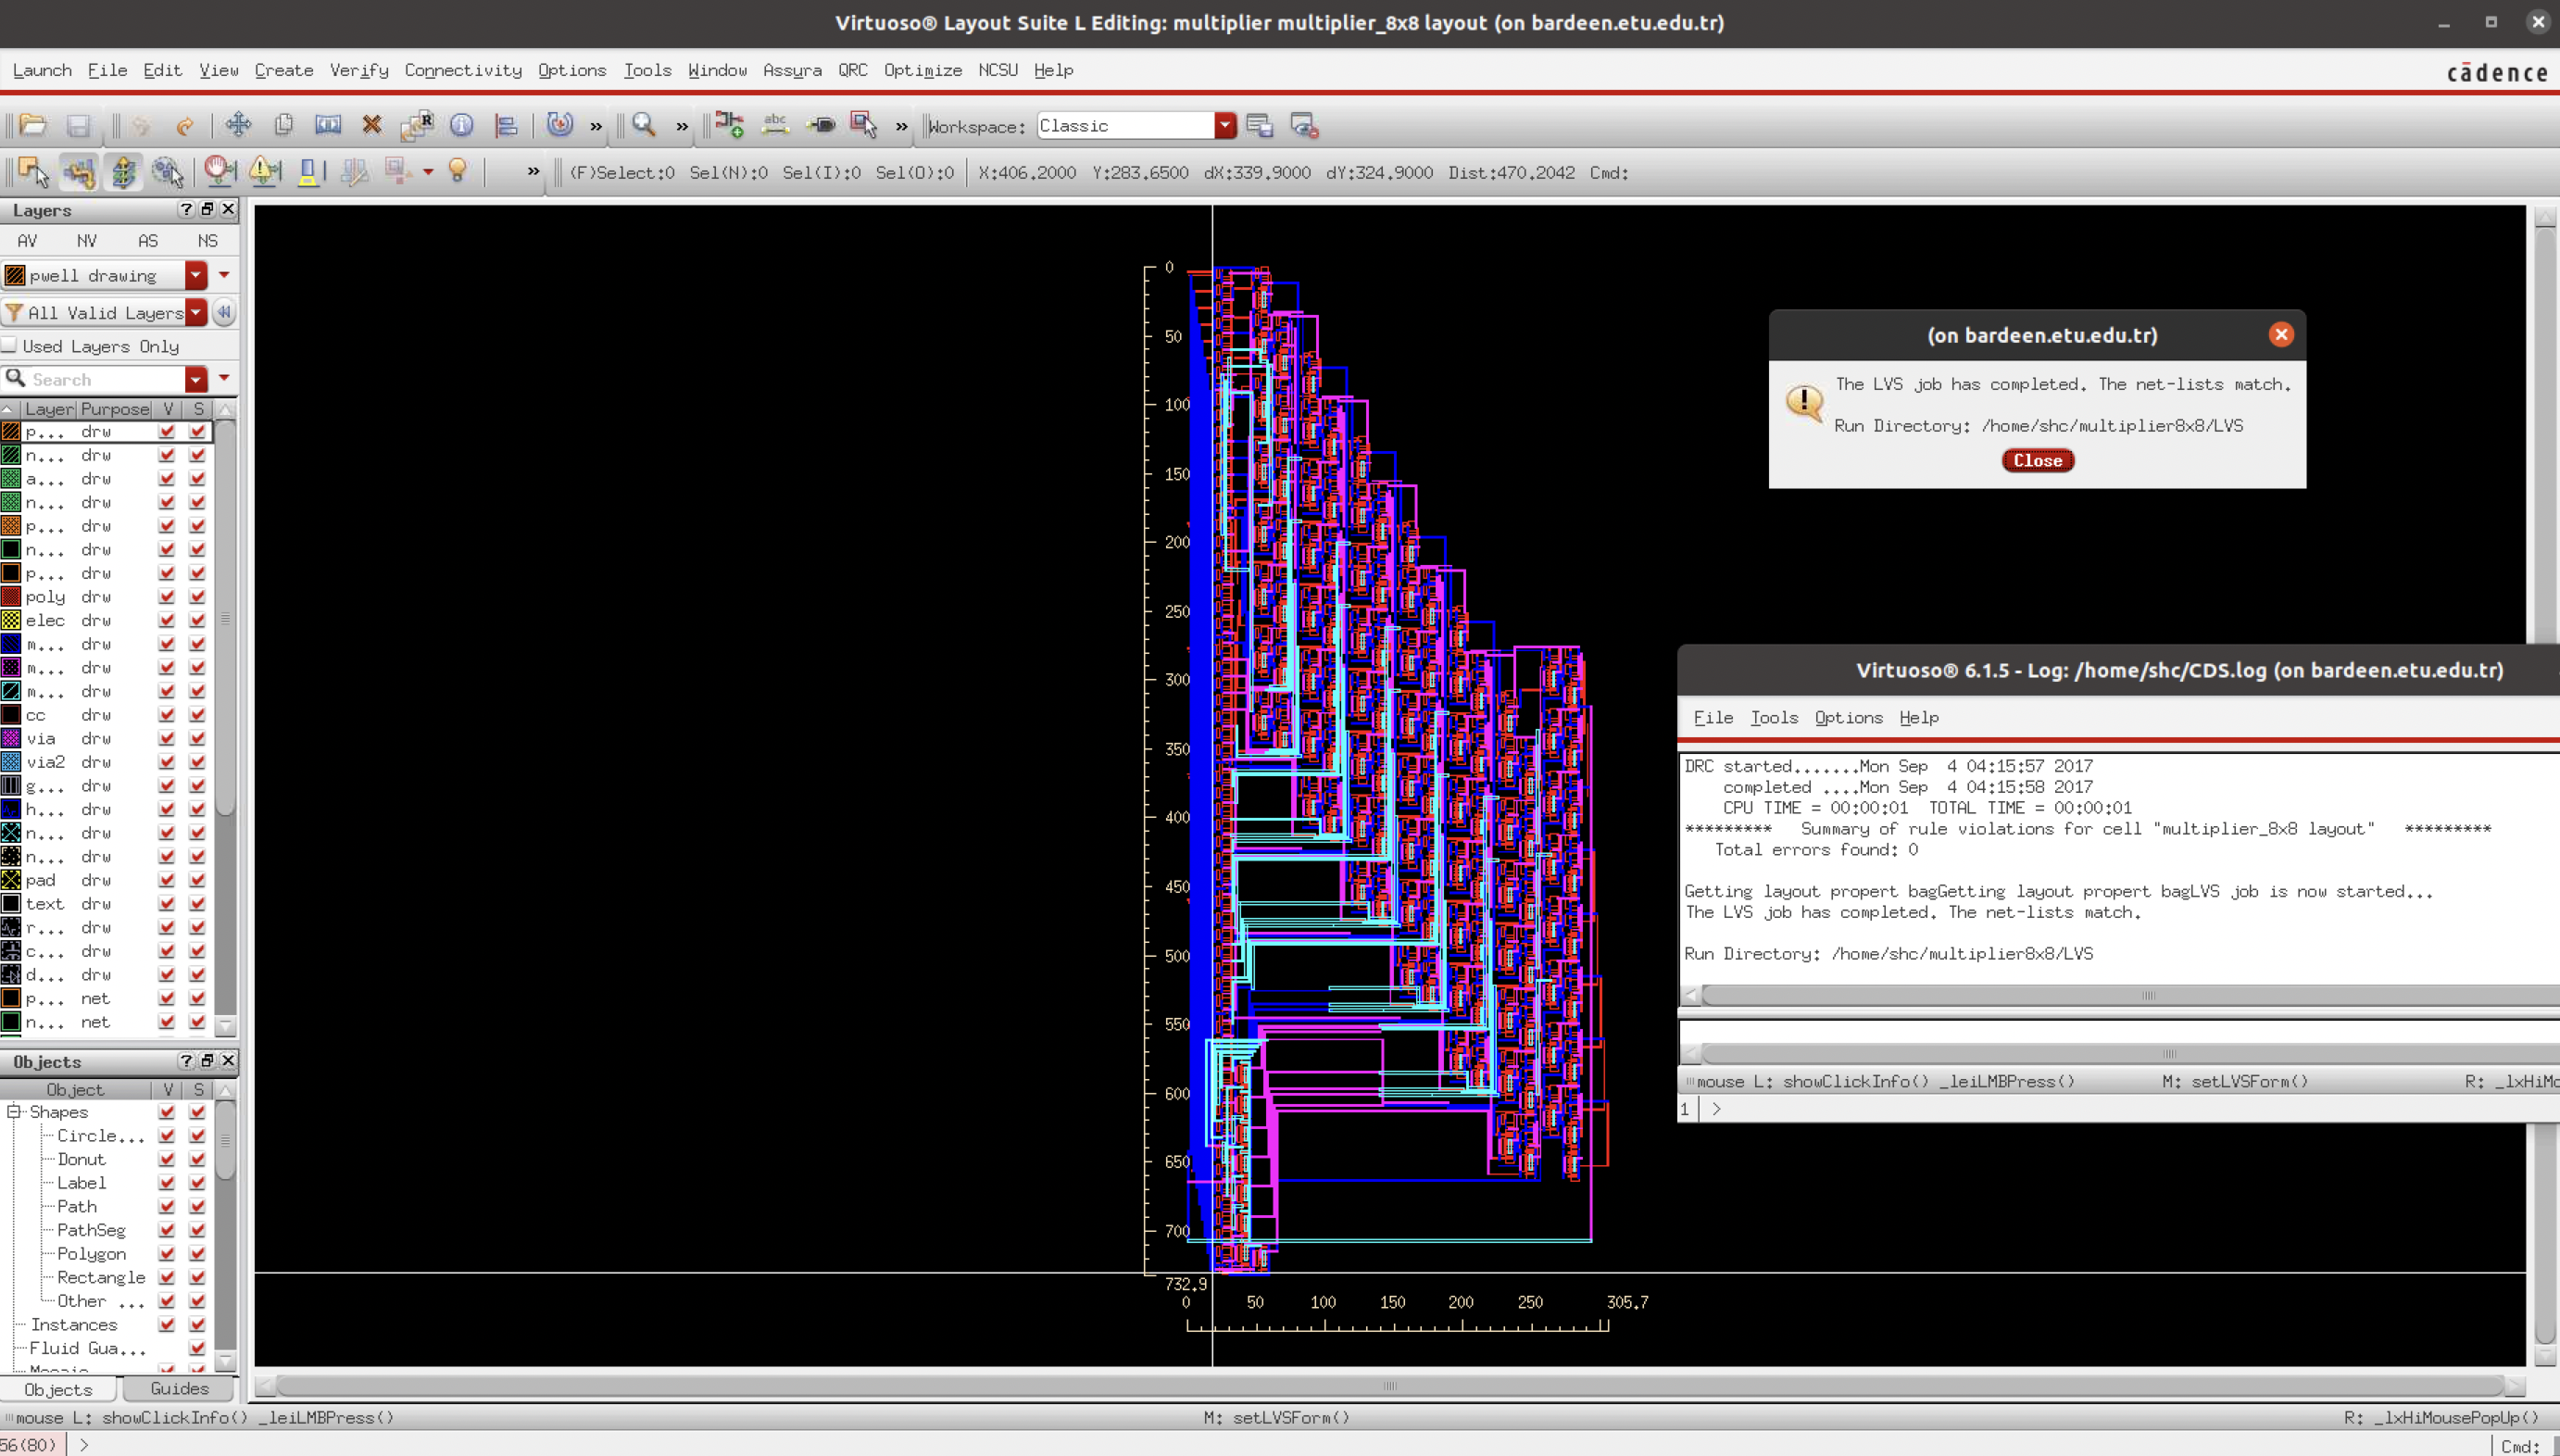 Virtuoso® Layout Suite L Editing: multiplier multiplier_8x8 layout (on bardeen.etu.edu.tr)
Launch File Edit View Create Verify Connectivity Options Tools Window Assura QRC Optimize NCSU Help
cādence
abc
R
» » » Workspace: Classic
» (F)Select:0 Sel(N):0 Sel(I):0 Sel(O):0 X:406.2000 Y:283.6500 dX:339.9000 dY:324.9000 Dist:470.2042 Cmd:
Layers
AV NV AS NS
pwell drawing
All Valid Layers
Used Layers Only
Search
Layer Purpose V S
p... drw
n... drw
a... drw
n... drw
p... drw
n... drw
p... drw
poly drw
elec drw
m... drw
m... drw
m... drw
cc drw
via drw
via2 drw
g... drw
h... drw
n... drw
n... drw
pad drw
text drw
r... drw
c... drw
d... drw
p... net
n... net
Objects
Object V S
Shapes
Circle...
Donut
Label
Path
PathSeg
Polygon
Rectangle
Other ...
Instances
Fluid Gua...
Mosaic
Objects Guides
0
50
100
150
200
250
300
350
400
450
500
550
600
650
700
732.9
0 50 100 150 200 250 305.7
(on bardeen.etu.edu.tr)
The LVS job has completed. The net-lists match.
Run Directory: /home/shc/multiplier8x8/LVS
Close
Virtuoso® 6.1.5 - Log: /home/shc/CDS.log (on bardeen.etu.edu.tr)
File Tools Options Help
DRC started.......Mon Sep 4 04:15:57 2017
completed ....Mon Sep 4 04:15:58 2017
CPU TIME = 00:00:01 TOTAL TIME = 00:00:01
********* Summary of rule violations for cell "multiplier_8x8 layout" *********
Total errors found: 0
Getting layout propert bagGetting layout propert bagLVS job is now started...
The LVS job has completed. The net-lists match.
Run Directory: /home/shc/multiplier8x8/LVS
mouse L: showClickInfo() _leiLMBPress() M: setLVSForm() R: _lxHiMo
1 >
mouse L: showClickInfo() _leiLMBPress() M: setLVSForm() R: _lxHiMousePopUp()
56(80) > Cmd: